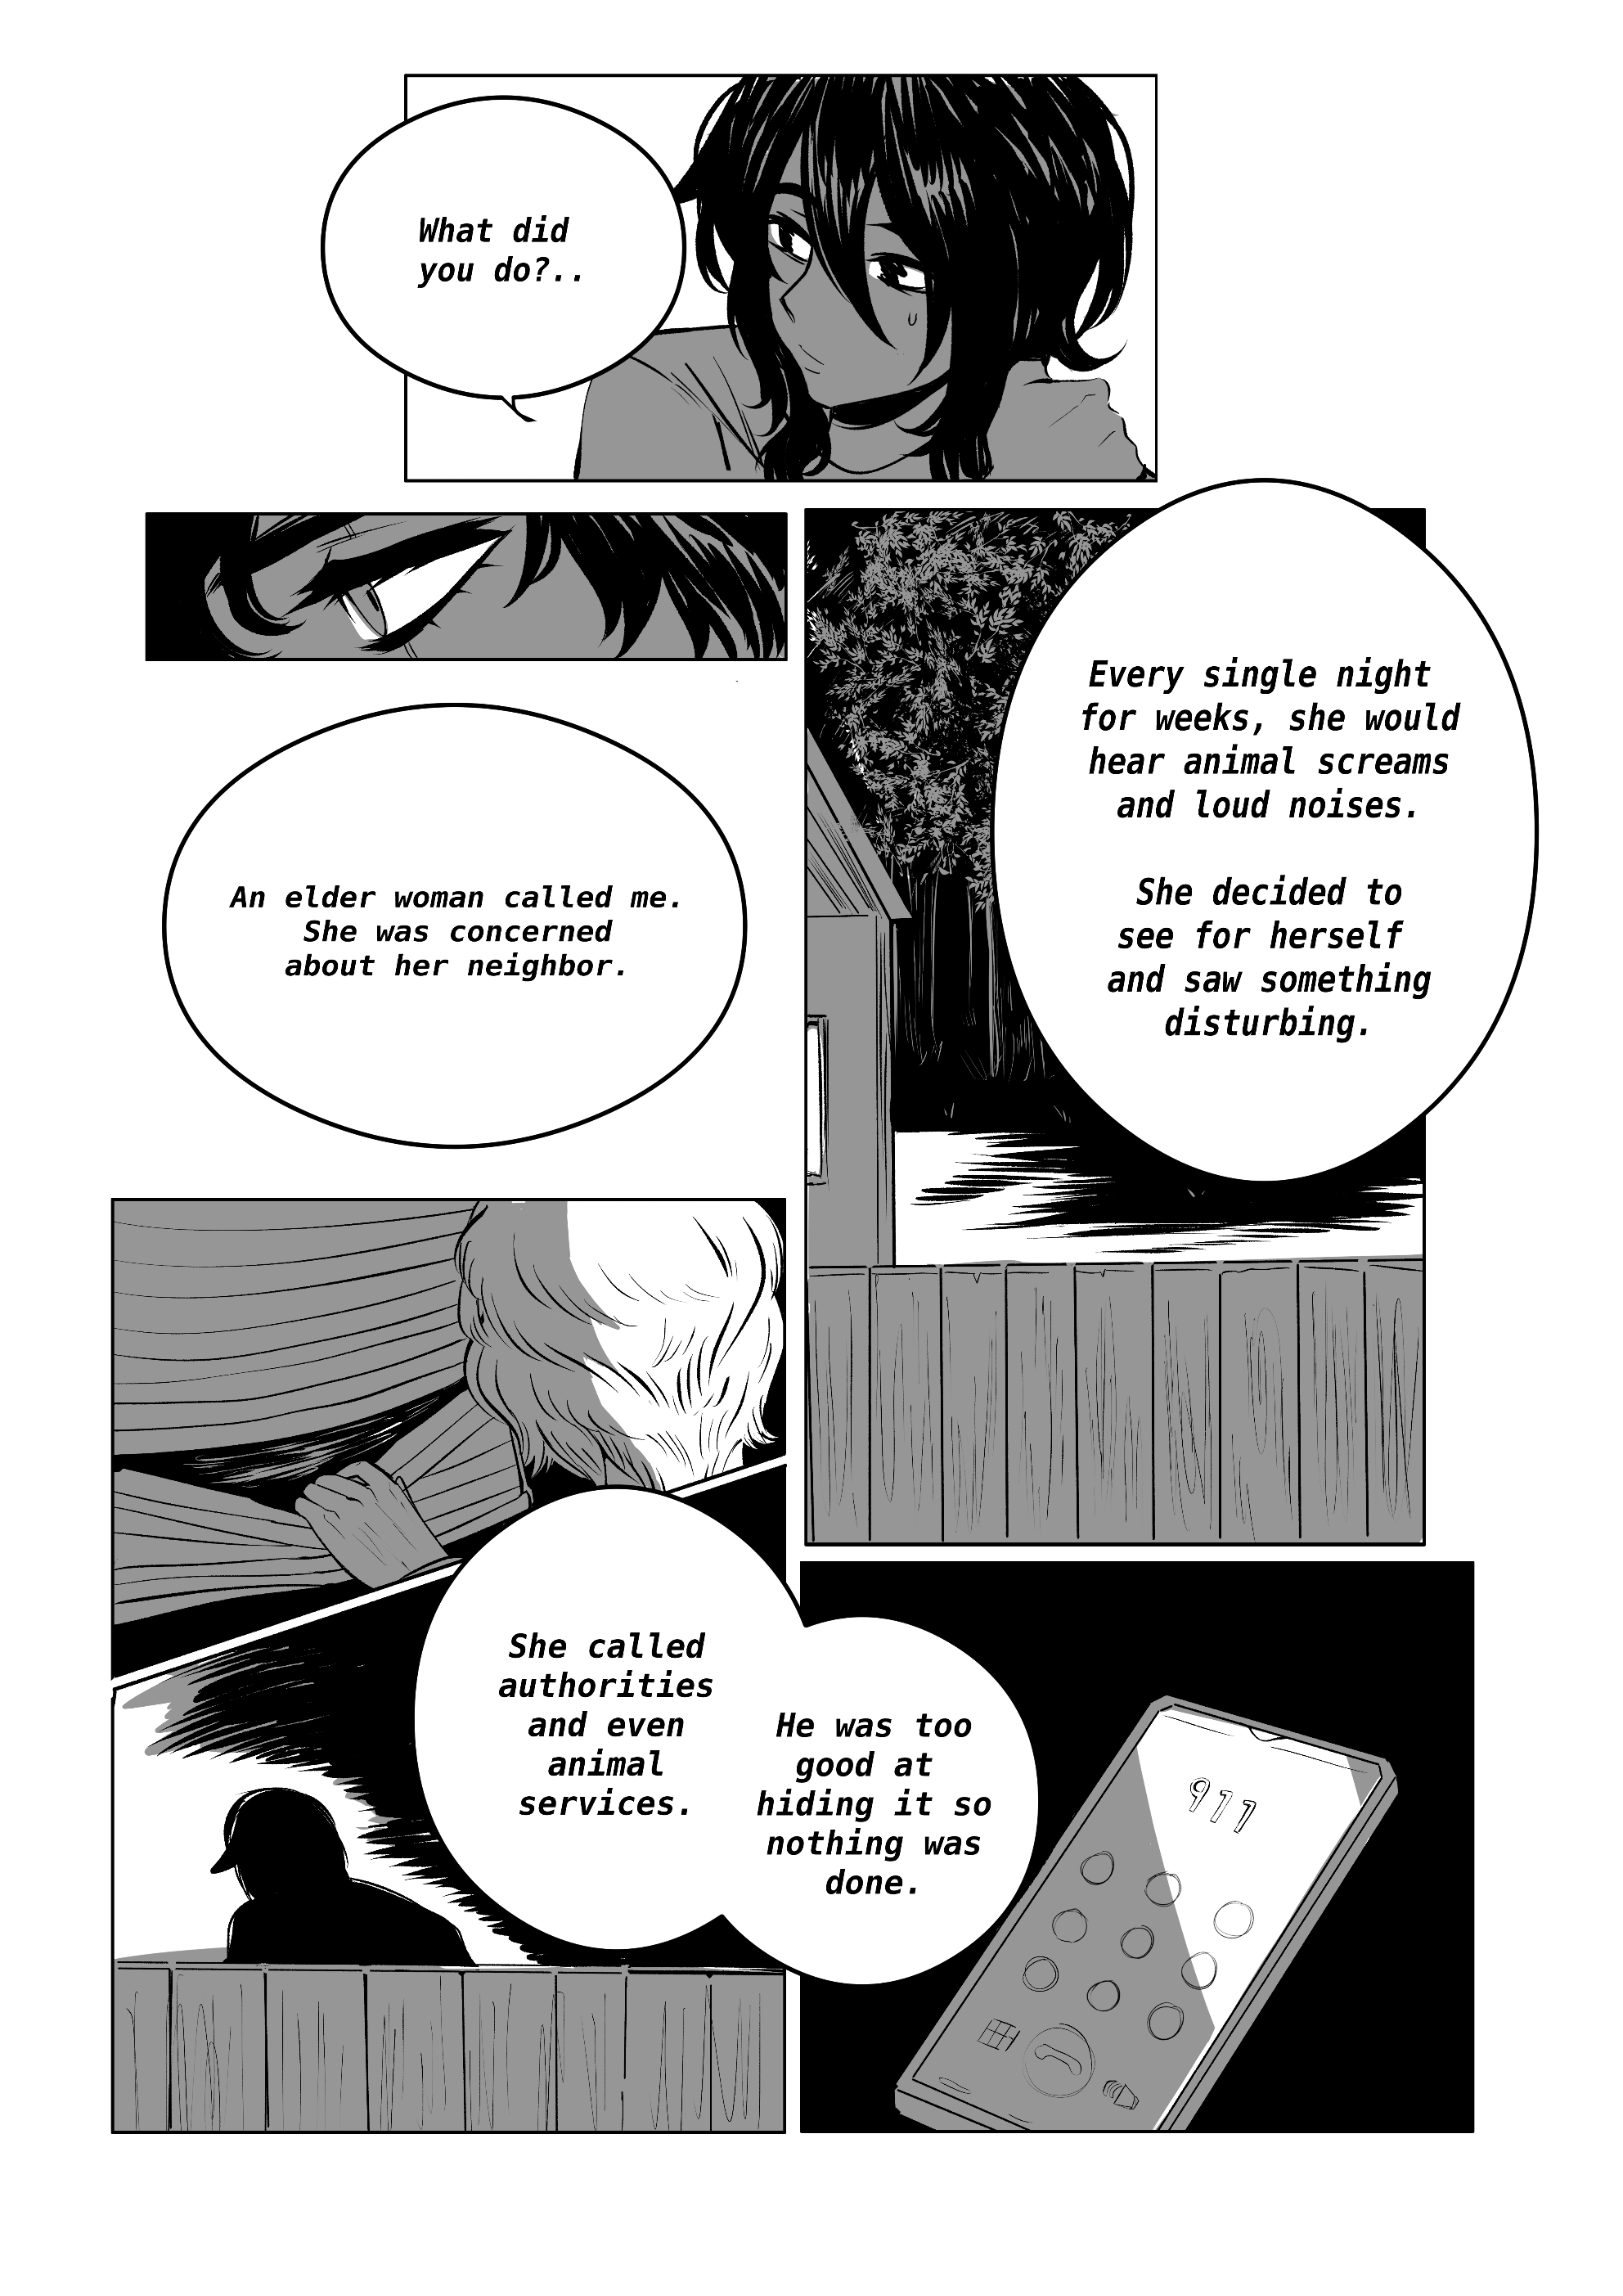 What did
you do?..
An elder woman called me.
She was concerned
about her neighbor.
Every single night
for weeks, she would
hear animal screams
and loud noises.
She decided to
see for herself
and saw something
disturbing.
She called
authorities
and even
animal
services.
He was too
good at
hiding it so
nothing was
done.
911